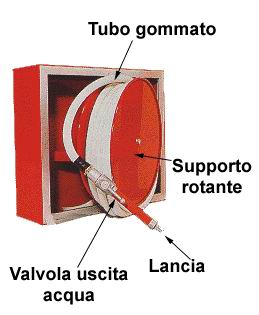 Tubo gommato
Supporto
rotante
Lancia
Valvola uscita
acqua